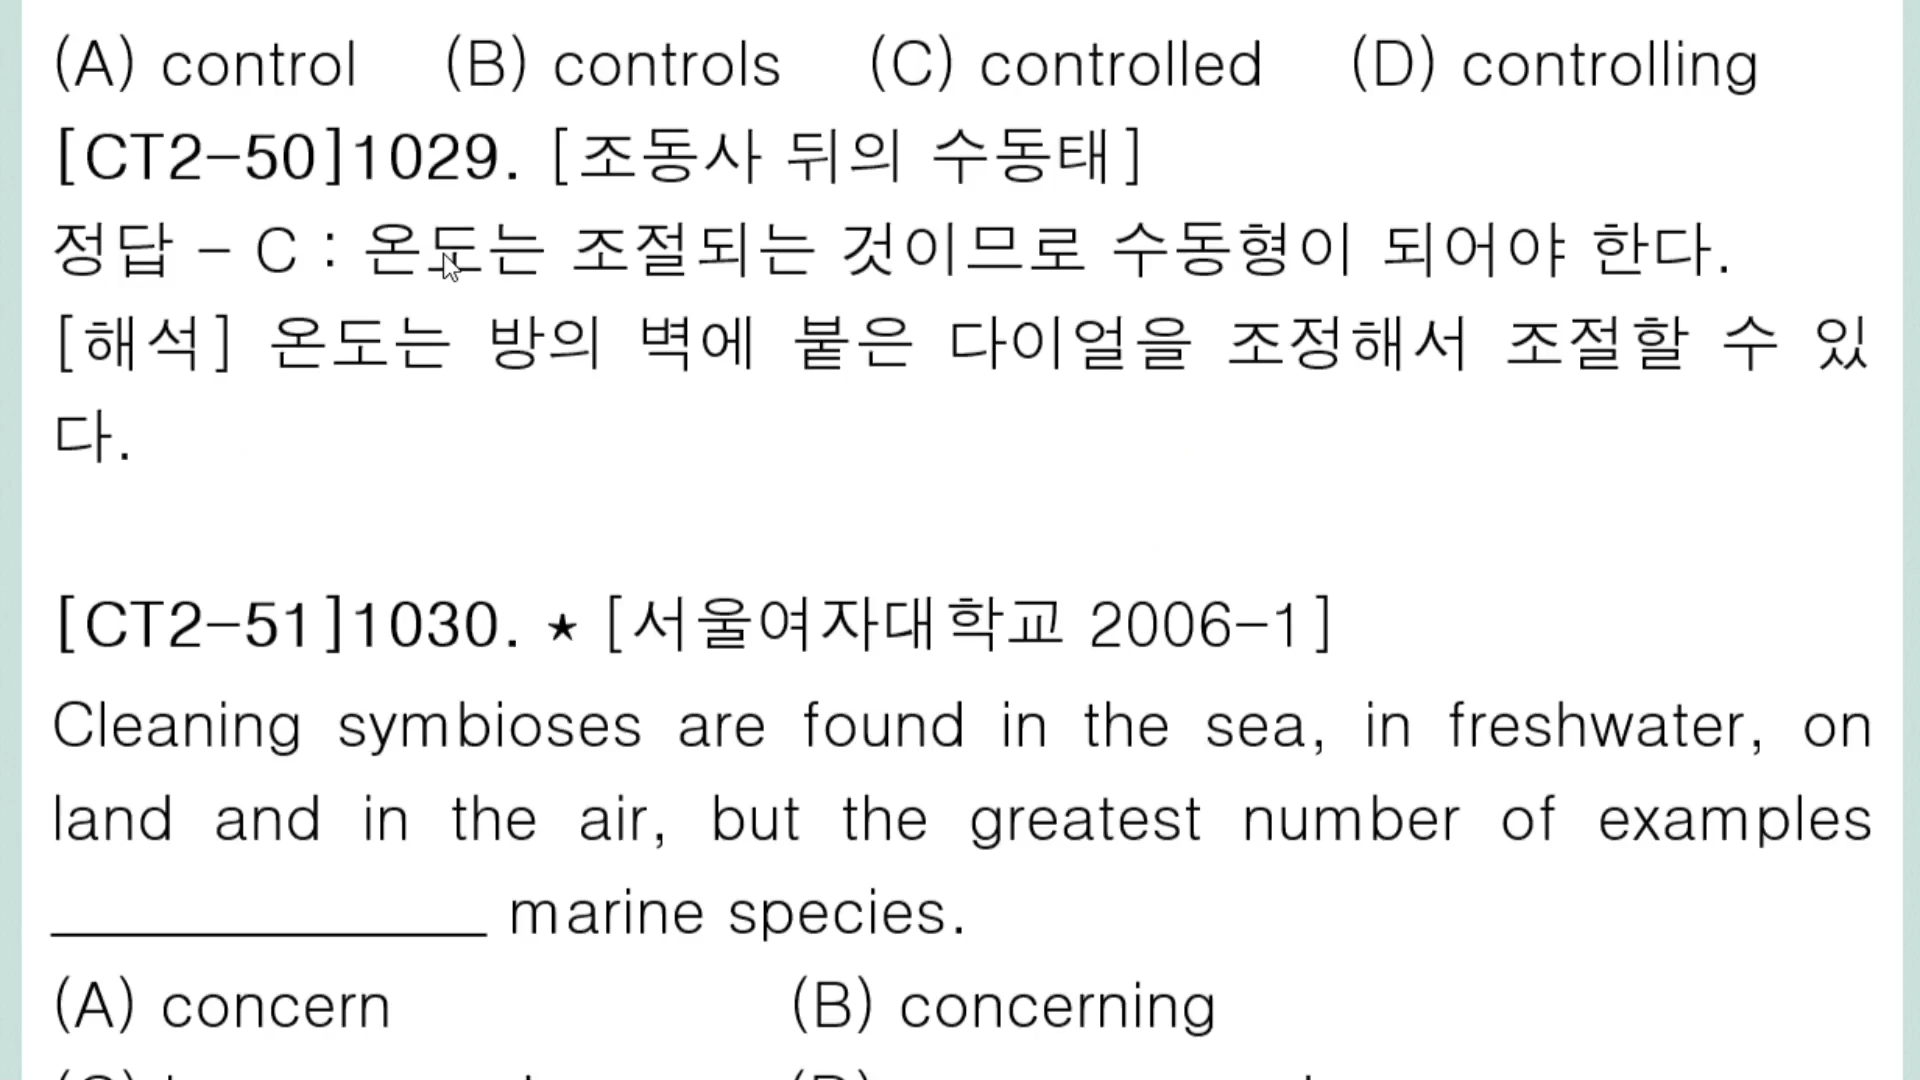 (A) control (B) controls (C) controlled (D) controlling
[CT2-50]1029. [조동사 뒤의 수동태]
정답 - C : 온도는 조절되는 것이므로 수동형이 되어야 한다.
[해석] 온도는 방의 벽에 붙은 다이얼을 조정해서 조절할 수 있
다.
[CT2-51]1030. ★ [서울여자대학교 2006-1]
Cleaning symbioses are found in the sea, in freshwater, on
land and in the air, but the greatest number of examples
______________ marine species.
(A) concern (B) concerning